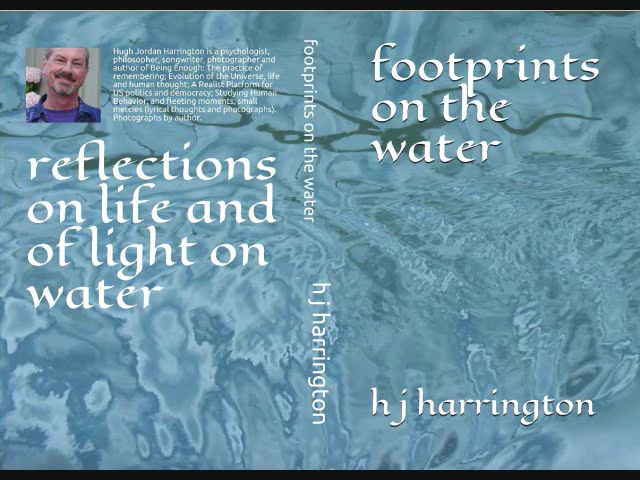 Hugh Jordan Harrington is a psychologist,
philosopher, songwriter, photographer and
author of Being Enough: The practice of
remembering; Evolution of the Universe, life
and human thought; A Realist Platform for
US politics and democracy; Studying Human
Behavior; and fleeting moments, small
mercies (lyrical thoughts and photographs).
Photographs by author.
reflections
on life and
of light on
water
footprints on the water
h j harrington
footprints
on the
water
h j harrington